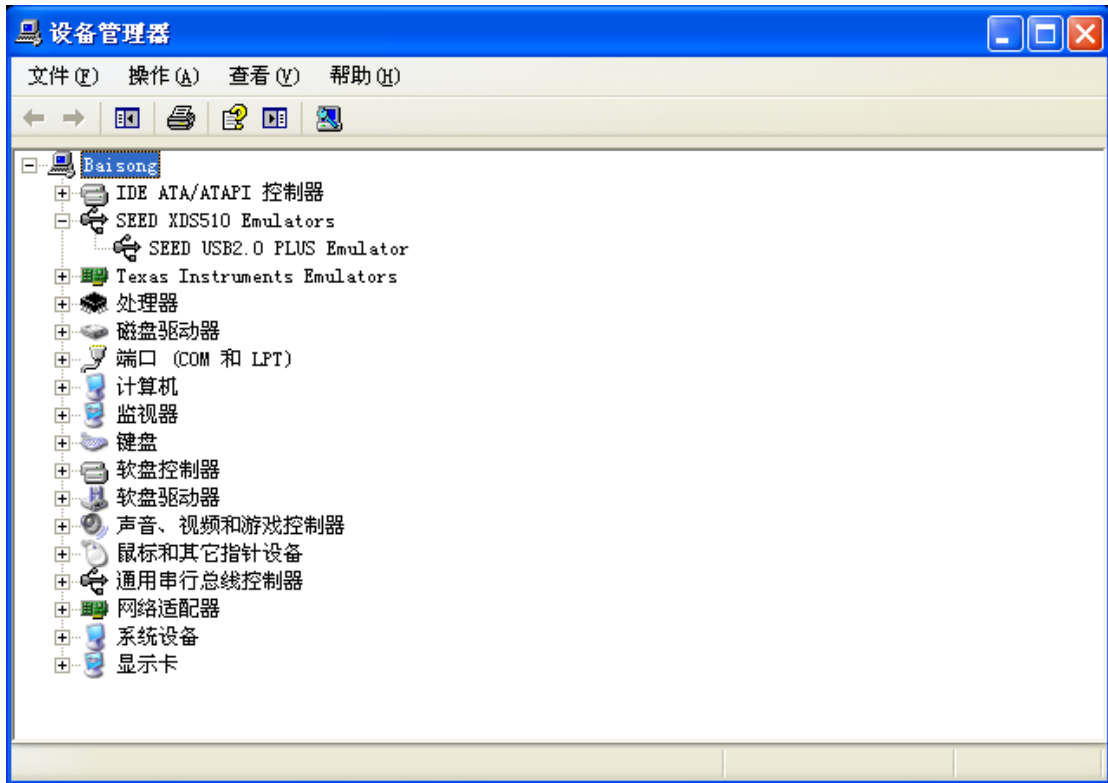 设备管理器
文件(F) 操作(A) 查看(V) 帮助(H)
Baisong
IDE ATA/ATAPI 控制器
SEED XDS510 Emulators
SEED USB2.0 PLUS Emulator
Texas Instruments Emulators
处理器
磁盘驱动器
端口 (COM 和 LPT)
计算机
监视器
键盘
软盘控制器
软盘驱动器
声音、视频和游戏控制器
鼠标和其它指针设备
通用串行总线控制器
网络适配器
系统设备
显示卡